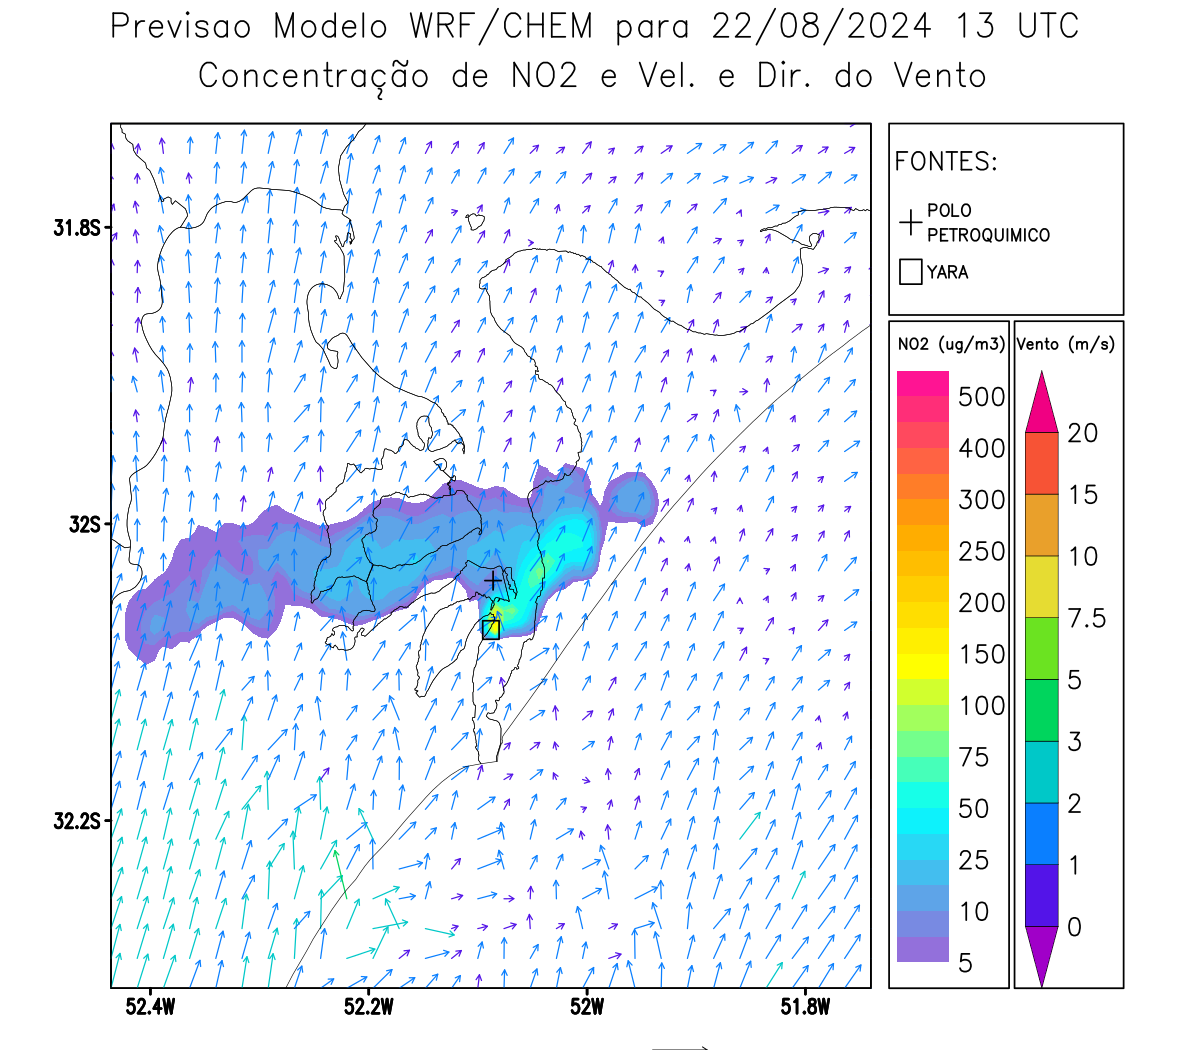 Previsao Modelo WRF/CHEM para 22/08/2024 13 UTC
Concentração de NO2 e Vel. e Dir. do Vento
FONTES:
POLO
PETROQUIMICO
YARA
NO2 (ug/m3)
500
400
300
250
200
150
100
75
50
25
10
5
Vento (m/s)
20
15
10
7.5
5
3
2
1
0
31.8S
32S
32.2S
52.4W
52.2W
52W
51.8W